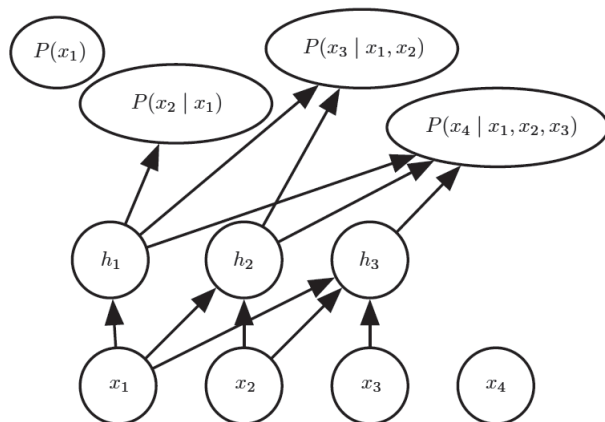 P(x₁)
P(x₃ | x₁, x₂)
P(x₂ | x₁)
P(x₄ | x₁, x₂, x₃)
h₁ h₂ h₃
x₁ x₂ x₃ x₄